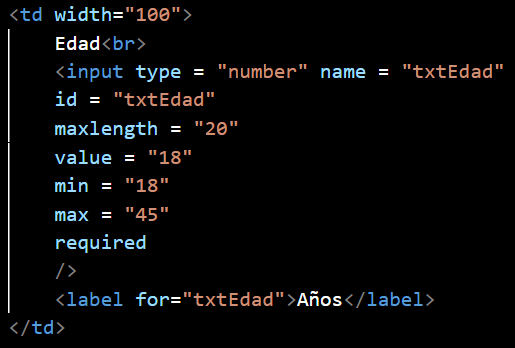 <td width="100">
Edad<br>
<input type = "number" name = "txtEdad"
id = "txtEdad"
maxlength = "20"
value = "18"
min = "18"
max = "45"
required
/>
<label for="txtEdad">Años</label>
</td>